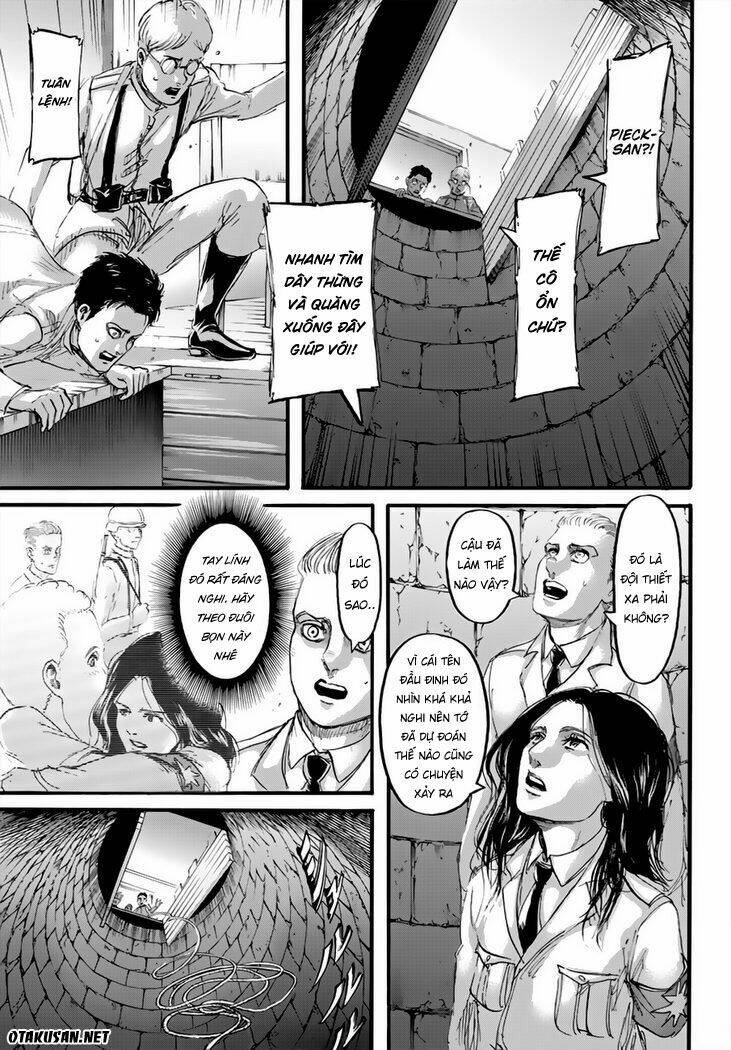 PIECK-
SAN?!
THẾ
CÔ
ỔN
CHỨ?
NHANH TÌM
DÂY THỪNG
VÀ QUĂNG
XUỐNG ĐÂY
GIÚP VỚI!
TUÂN
LỆNH!
ĐÓ LÀ
ĐỘI THIẾT
XA PHẢI
KHÔNG?
CẬU ĐÃ
LÀM THẾ
NÀO VẬY?
VÌ CÁI TÊN
ĐẦU ĐINH ĐÓ
NHÌN KHÁ KHẢ
NGHI NÊN TỚ
ĐÃ DỰ ĐOÁN
THẾ NÀO CŨNG
CÓ CHUYỆN
XẢY RA
LÚC
ĐÓ
SAO..
TAY LÍNH
ĐÓ RẤT ĐÁNG
NGHI. HÃY
THEO ĐUÔI
BỌN NÀY
NHÊ
OTAKUSAN.NET